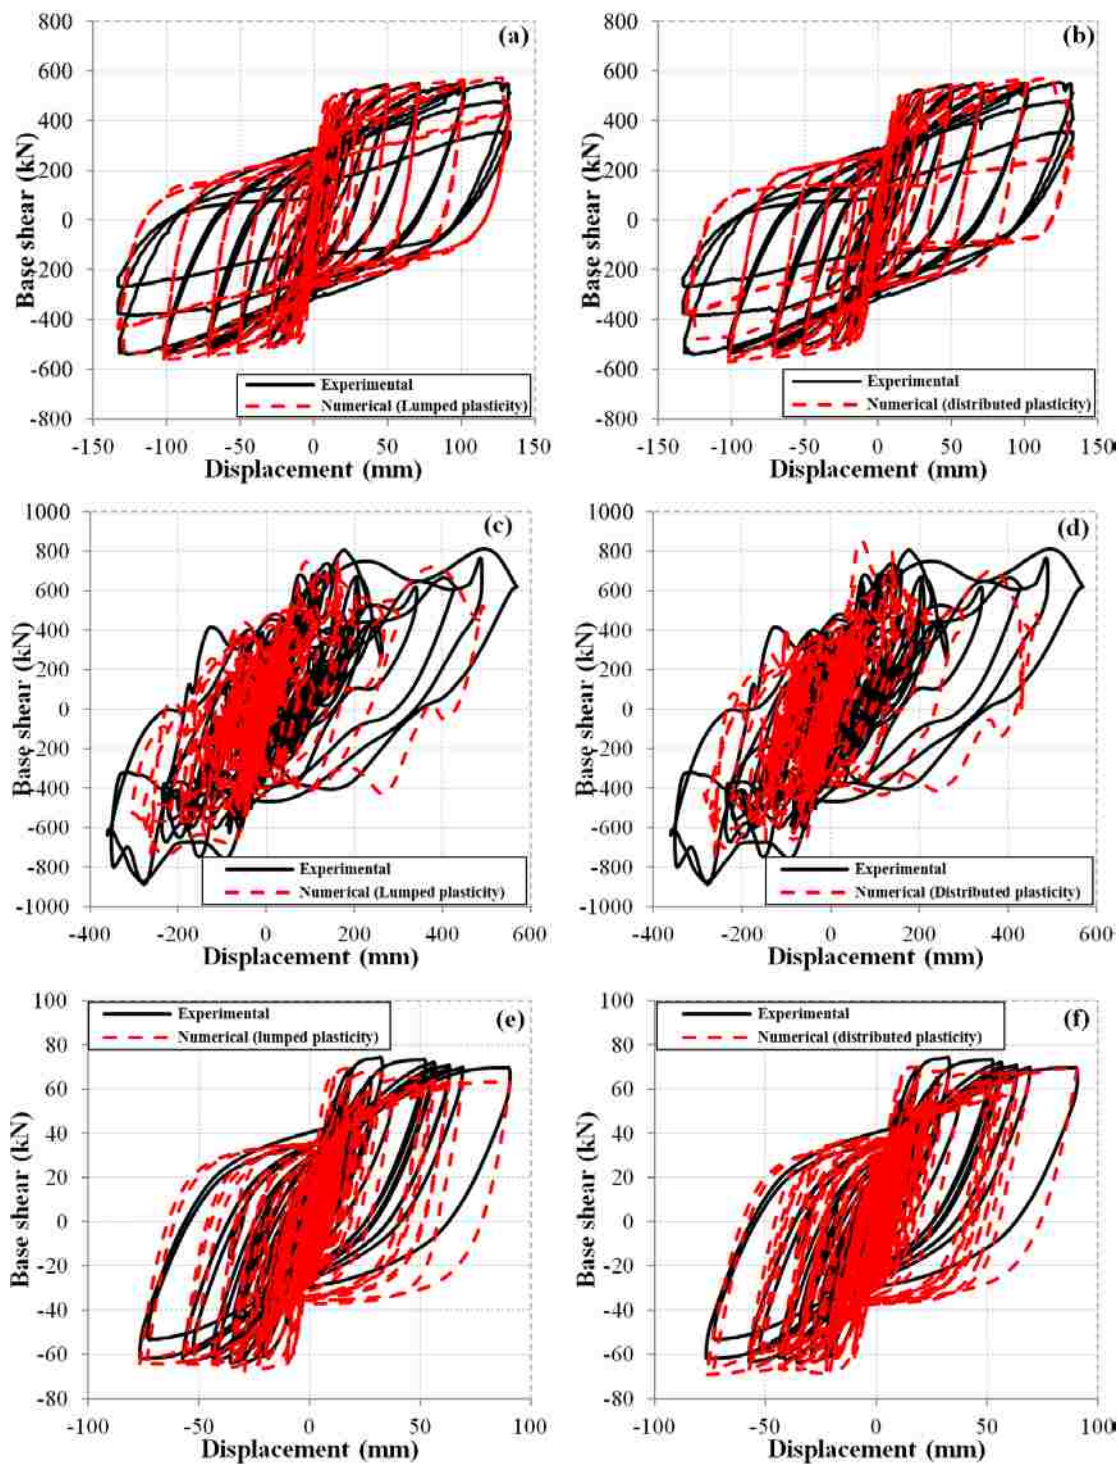 (a)
800
600
400
200
0
-200
-400
-600
-800
Base shear (kN)
Experimental
Numerical (Lumped plasticity)
-150 -100 -50 0 50 100 150
Displacement (mm)
(b)
800
600
400
200
0
-200
-400
-600
-800
Base shear (kN)
Experimental
Numerical (distributed plasticity)
-150 -100 -50 0 50 100 150
Displacement (mm)
(c)
1000
800
600
400
200
0
-200
-400
-600
-800
-1000
Base shear (kN)
Experimental
Numerical (Lumped plasticity)
-400 -200 0 200 400 600
Displacement (mm)
(d)
1000
800
600
400
200
0
-200
-400
-600
-800
-1000
Base shear (kN)
Experimental
Numerical (Distributed plasticity)
-400 -200 0 200 400 600
Displacement (mm)
(e)
Experimental
Numerical (lumped plasticity)
100
80
60
40
20
0
-20
-40
-60
-80
Base shear (kN)
-100 -50 0 50 100
Displacement (mm)
(f)
Experimental
Numerical (distributed plasticity)
100
80
60
40
20
0
-20
-40
-60
-80
Base shear (kN)
-100 -50 0 50 100
Displacement (mm)